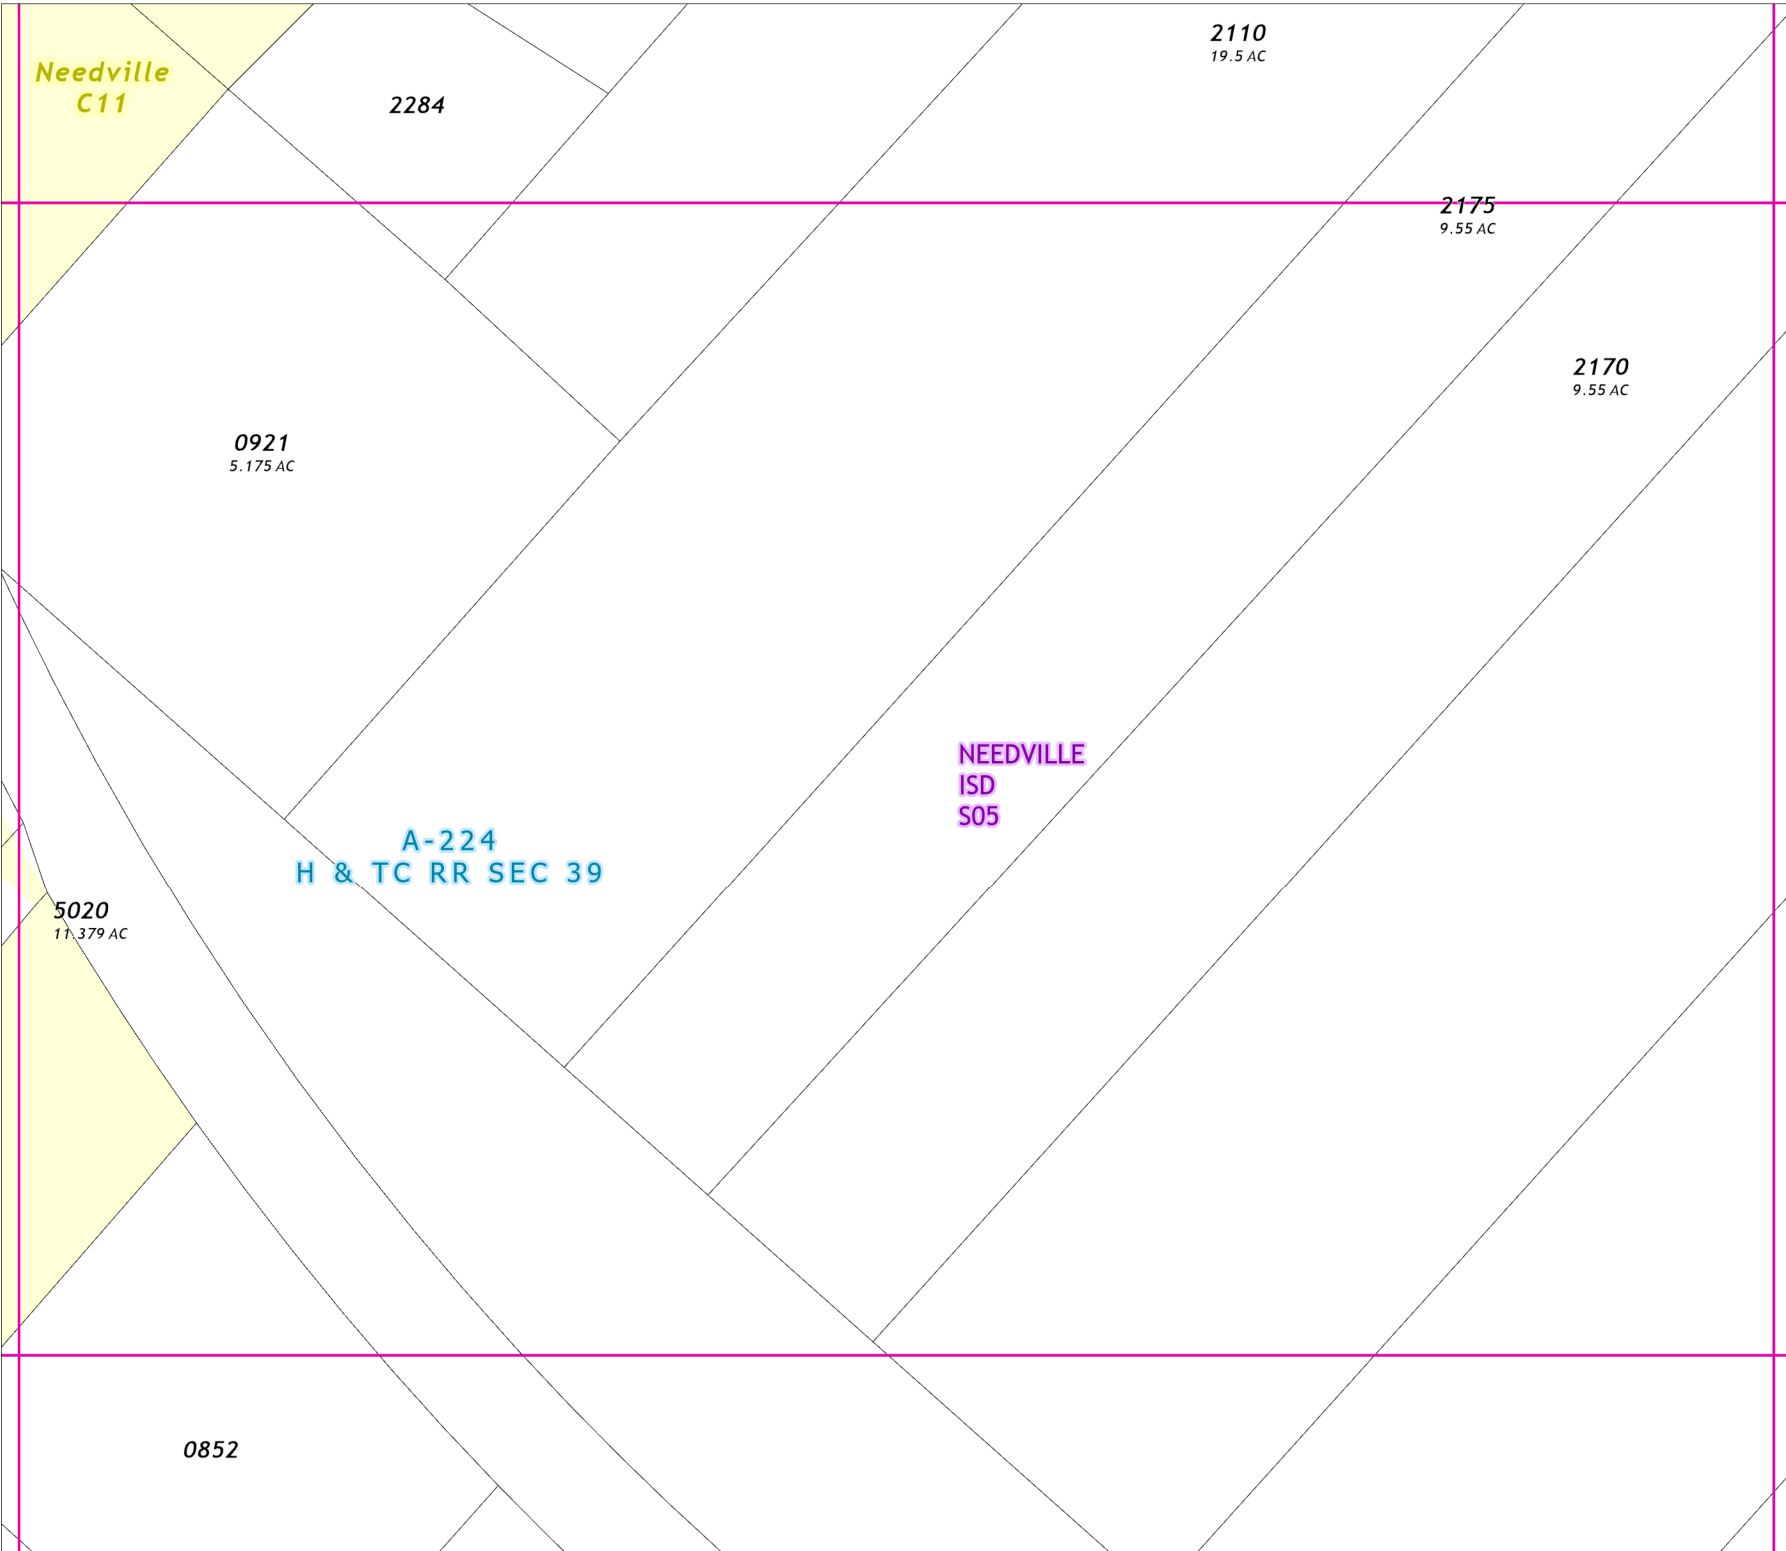 2110
19.5 AC
Needville
C11
2284
2175
9.55 AC
2170
9.55 AC
0921
5.175 AC
NEEDVILLE
ISD
S05
A-224
H & TC RR SEC 39
5020
11.379 AC
0852